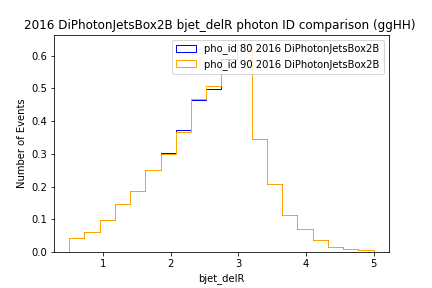 2016 DiPhotonJetsBox2B bjet_delR photon ID comparison (ggHH)
pho_id 80 2016 DiPhotonJetsBox2B
pho_id 90 2016 DiPhotonJetsBox2B
Number of Events
0.6
0.5
0.4
0.3
0.2
0.1
0.0
1
2
3
4
5
bjet_delR